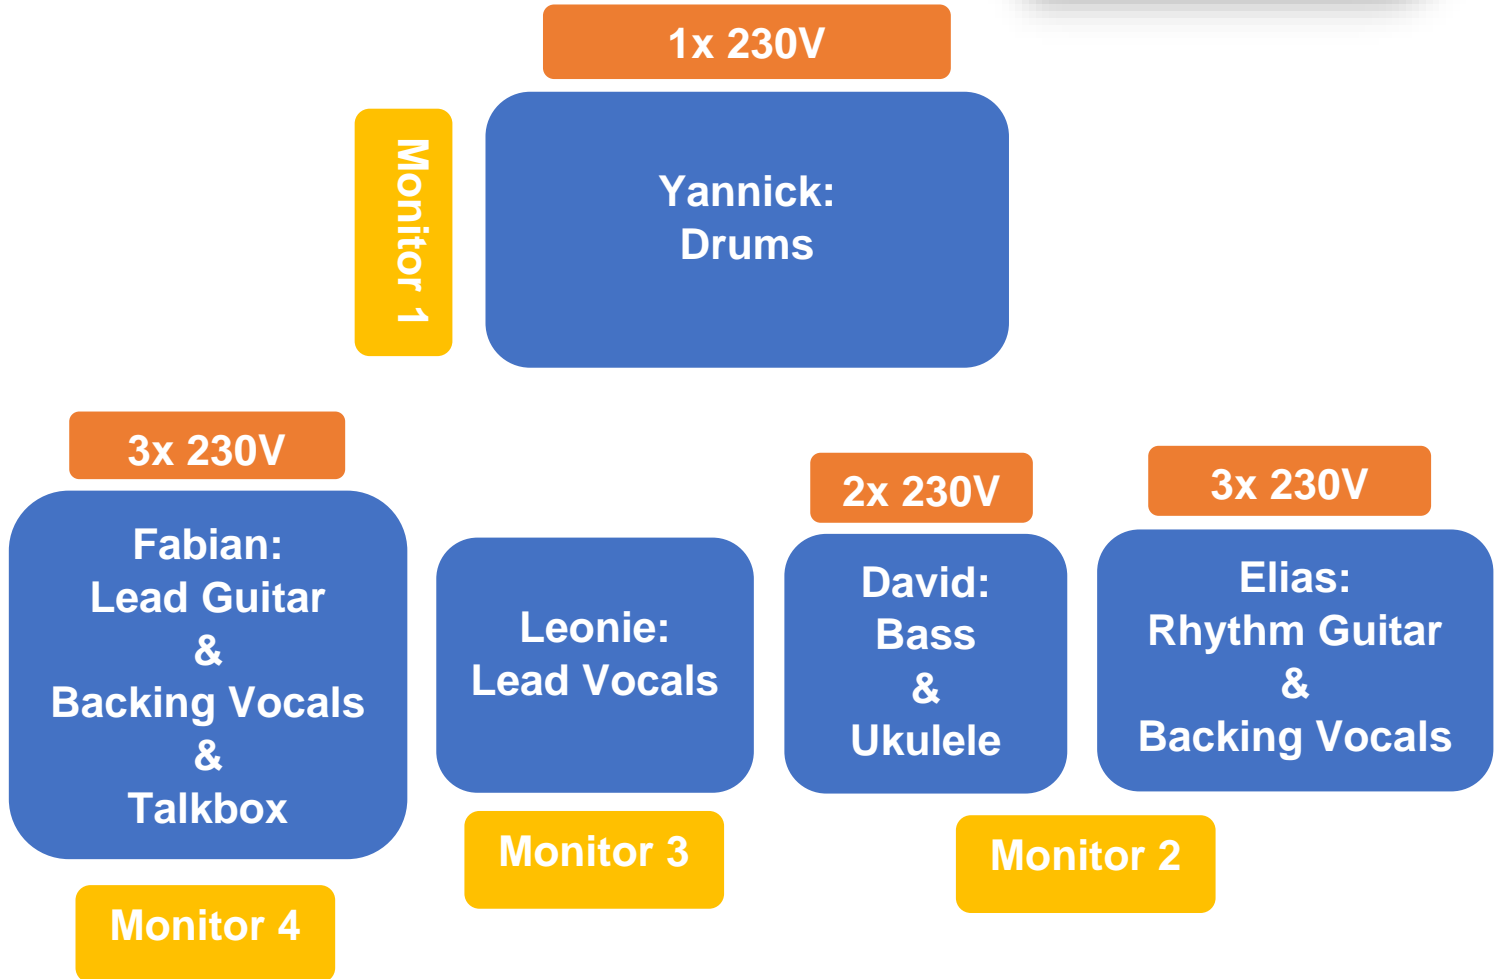 1x 230V
Monitor 1
Yannick:
Drums
3x 230V
Fabian:
Lead Guitar
&
Backing Vocals
&
Talkbox
Monitor 4
Leonie:
Lead Vocals
Monitor 3
2x 230V
David:
Bass
&
Ukulele
3x 230V
Elias:
Rhythm Guitar
&
Backing Vocals
Monitor 2